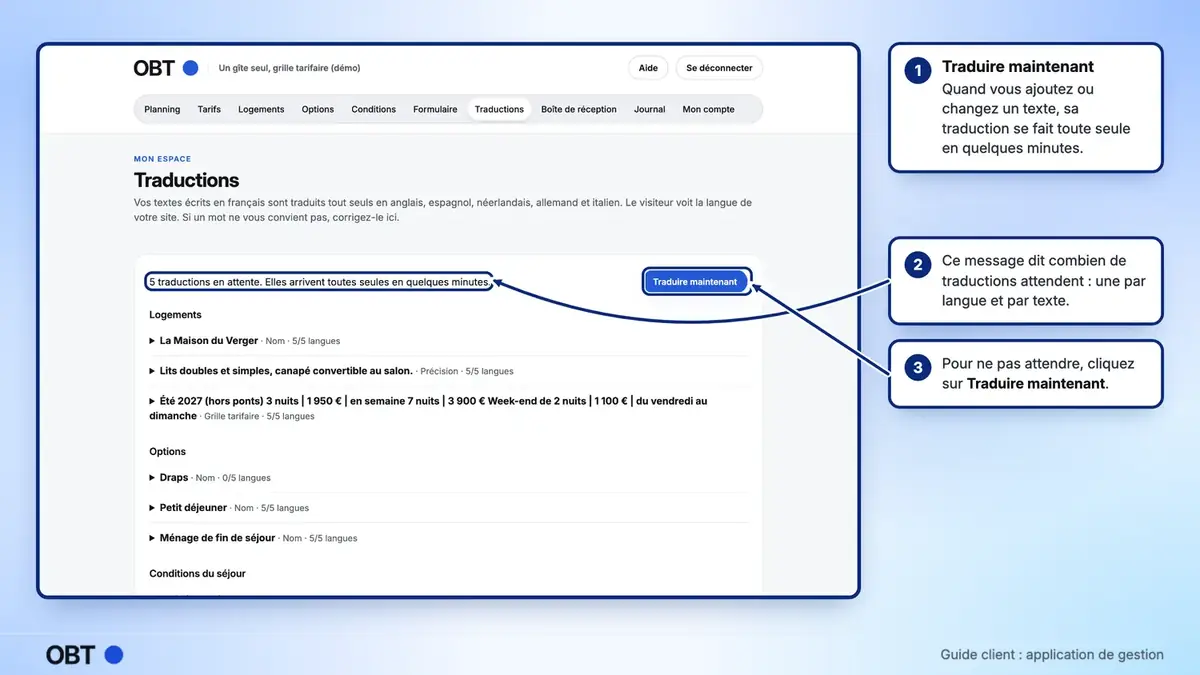 OBT
Un gîte seul, grille tarifaire (démo)
Aide
Se déconnecter
Planning
Tarifs
Logements
Options
Conditions
Formulaire
Traductions
Boîte de réception
Journal
Mon compte
MON ESPACE
Traductions
Vos textes écrits en français sont traduits tout seuls en anglais, espagnol, néerlandais, allemand et italien. Le visiteur voit la langue de
votre site. Si un mot ne vous convient pas, corrigez-le ici.
5 traductions en attente. Elles arrivent toutes seules en quelques minutes.
Traduire maintenant
Logements
La Maison du Verger · Nom · 5/5 langues
Lits doubles et simples, canapé convertible au salon. · Précision · 5/5 langues
Été 2027 (hors ponts) 3 nuits | 1 950 € | en semaine 7 nuits | 3 900 € Week-end de 2 nuits | 1 100 € | du vendredi au
dimanche · Grille tarifaire · 5/5 langues
Options
Draps · Nom · 0/5 langues
Petit déjeuner · Nom · 5/5 langues
Ménage de fin de séjour · Nom · 5/5 langues
Conditions du séjour
1
Traduire maintenant
Quand vous ajoutez ou
changez un texte, sa
traduction se fait toute seule
en quelques minutes.
2
Ce message dit combien de
traductions attendent : une par
langue et par texte.
3
Pour ne pas attendre, cliquez
sur Traduire maintenant.
OBT
Guide client : application de gestion